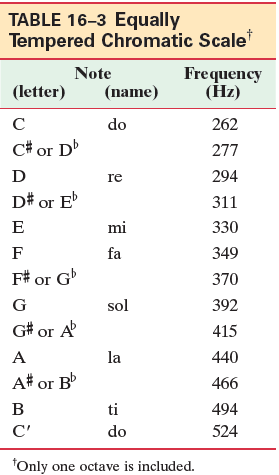 TABLE 16–3 Equally
Tempered Chromatic Scale†
Note Frequency
(letter) (name) (Hz)
C do 262
C♯ or D♭ 277
D re 294
D♯ or E♭ 311
E mi 330
F fa 349
F♯ or G♭ 370
G sol 392
G♯ or A♭ 415
A la 440
A♯ or B♭ 466
B ti 494
C′ do 524
†Only one octave is included.